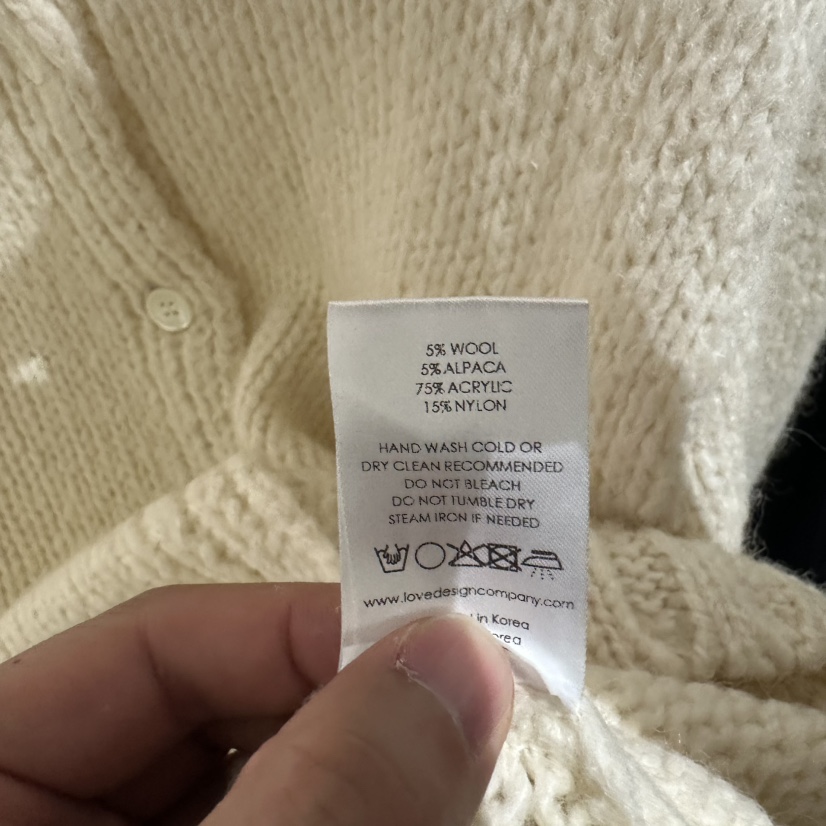 5% WOOL
5% ALPACA
75% ACRYLIC
15% NYLON
HAND WASH COLD OR
DRY CLEAN RECOMMENDED
DO NOT BLEACH
DO NOT TUMBLE DRY
STEAM IRON IF NEEDED
www.lovedesigncompany.com
in Korea